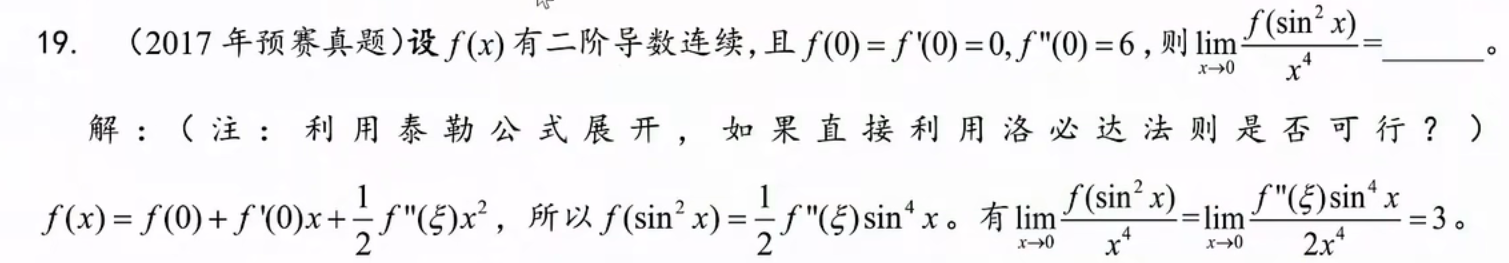 19. （2017 年预赛真题）设 f(x) 有二阶导数连续，且 f(0) = f'(0) = 0, f"(0) = 6，则 lim_{x→0} f(sin² x)/x⁴ = ______。
解：（注：利用泰勒公式展开，如果直接利用洛必达法则是否可行？）
f(x) = f(0) + f'(0)x + 1/2 f"(ξ)x²，所以 f(sin² x) = 1/2 f"(ξ)sin⁴ x。有 lim_{x→0} f(sin² x)/x⁴ = lim_{x→0} f"(ξ)sin⁴ x/2x⁴ = 3。